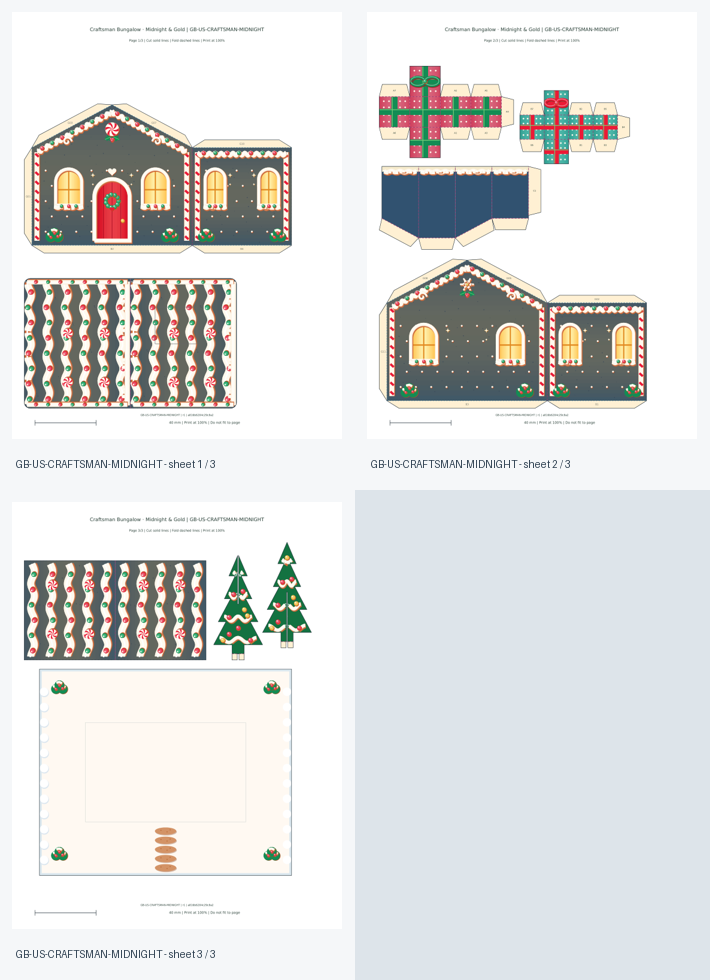 Craftsman Bungalow · Midnight & Gold | GB-US-CRAFTSMAN-MIDNIGHT
Page 1/3 | Cut solid lines | Fold dashed lines | Print at 100%
40 mm | Print at 100% | Do not fit to page
GB-US-CRAFTSMAN-MIDNIGHT - sheet 1 / 3
Craftsman Bungalow · Midnight & Gold | GB-US-CRAFTSMAN-MIDNIGHT
Page 2/3 | Cut solid lines | Fold dashed lines | Print at 100%
40 mm | Print at 100% | Do not fit to page
GB-US-CRAFTSMAN-MIDNIGHT - sheet 2 / 3
Craftsman Bungalow · Midnight & Gold | GB-US-CRAFTSMAN-MIDNIGHT
Page 3/3 | Cut solid lines | Fold dashed lines | Print at 100%
40 mm | Print at 100% | Do not fit to page
GB-US-CRAFTSMAN-MIDNIGHT - sheet 3 / 3